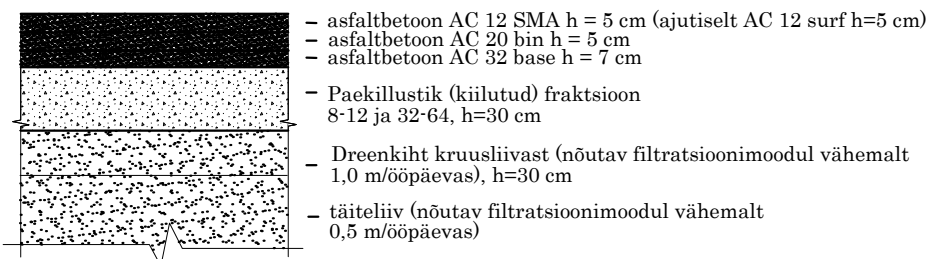 – asfaltbetoon AC 12 SMA h = 5 cm (ajutiselt AC 12 surf h=5 cm)
– asfaltbetoon AC 20 bin h = 5 cm
– asfaltbetoon AC 32 base h = 7 cm
– Paekillustik (kiilutud) fraktsioon
8-12 ja 32-64, h=30 cm
– Dreenkiht kruusliivast (nõutav filtratsioonimoodul vähemalt
1,0 m/ööpäevas), h=30 cm
– täiteliiv (nõutav filtratsioonimoodul vähemalt
0,5 m/ööpäevas)